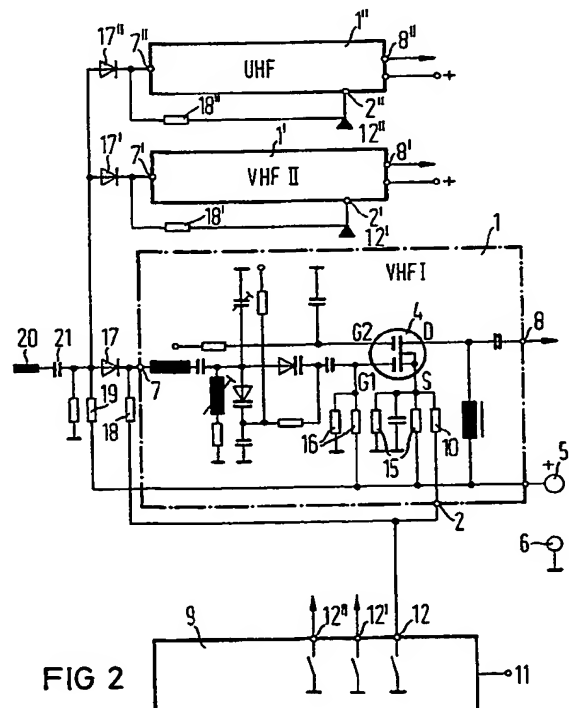 1"
17" 7" UHF 8"
+
18" 2"
12"
1'
17' 7' VHF II 8'
+
18' 2'
12'
1
VHF I
4
G2 D
20 21 17 8
7 G1 S
19 18 16 15 10
+ 5
2
6
9 12" 12' 12
11
FIG 2